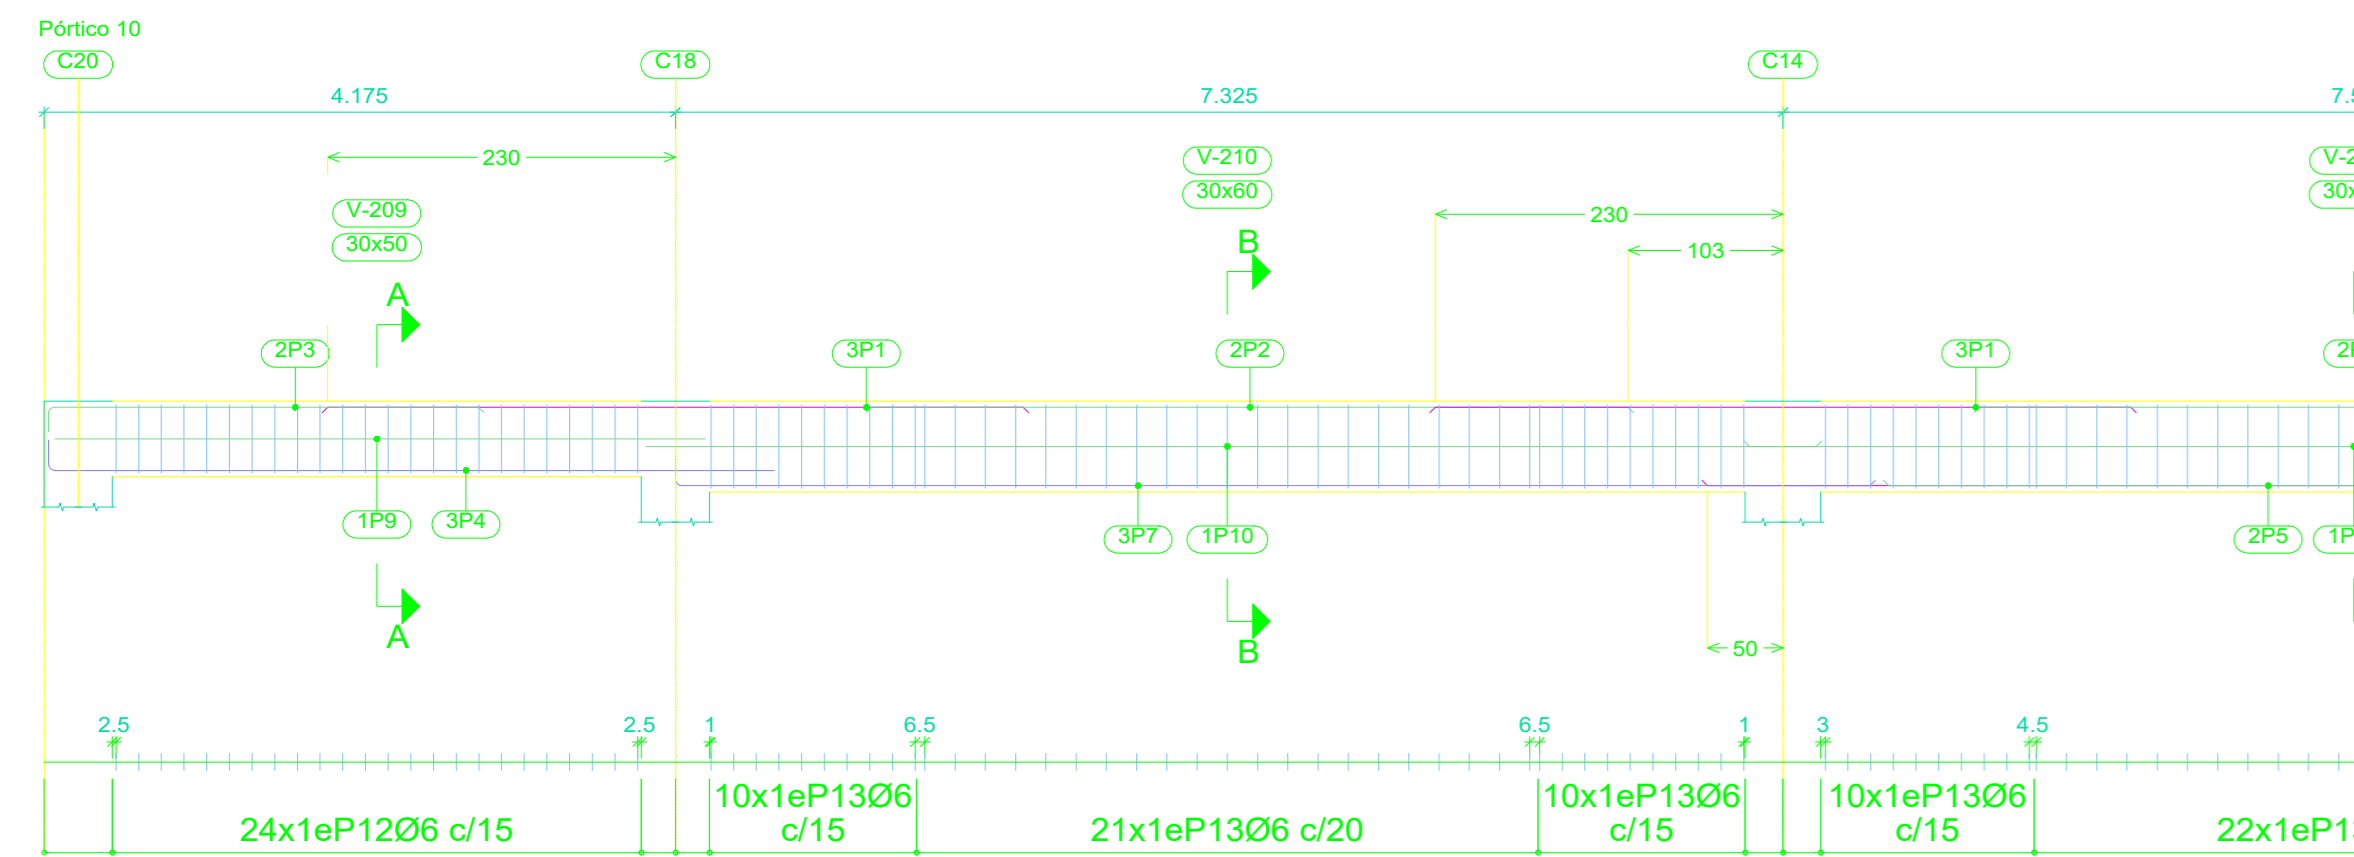 Pórtico 10
C20
C18
C14
4.175
7.325
230
V-210
V-209
30x60
30x50
230
103
A
B
2P3
3P1
2P2
3P1
1P9
3P4
3P7
1P10
2P5
A
B
50
2.5
2.5
1
6.5
6.5
1
3
4.5
24x1eP12Ø6 c/15
10x1eP13Ø6
c/15
21x1eP13Ø6 c/20
10x1eP13Ø6
c/15
10x1eP13Ø6
c/15